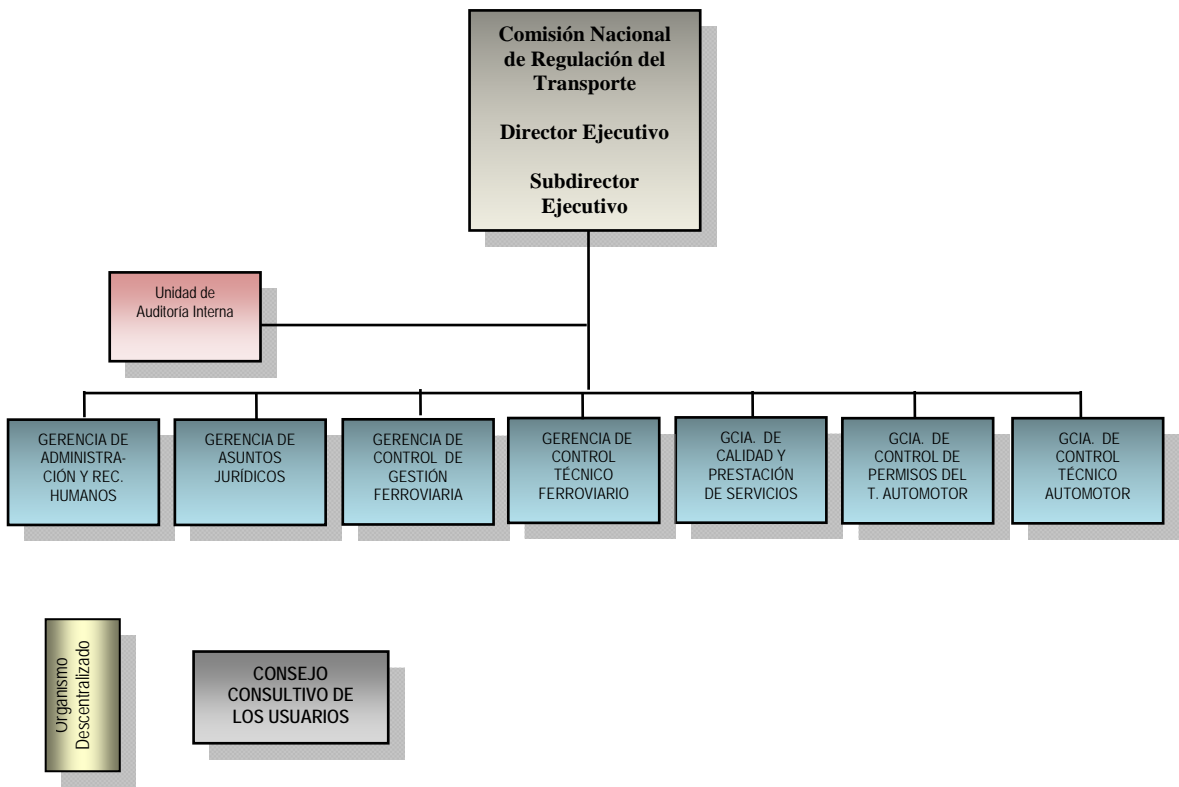 Comisión Nacional
de Regulación del
Transporte
Director Ejecutivo
Subdirector
Ejecutivo
Unidad de
Auditoría Interna
GERENCIA DE
ADMINISTRA-
CIÓN Y REC.
HUMANOS
GERENCIA DE
ASUNTOS
JURÍDICOS
GERENCIA DE
CONTROL DE
GESTIÓN
FERROVIARIA
GERENCIA DE
CONTROL
TÉCNICO
FERROVIARIO
GCIA. DE
CALIDAD Y
PRESTACIÓN
DE SERVICIOS
GCIA. DE
CONTROL DE
PERMISOS DEL
T. AUTOMOTOR
GCIA. DE
CONTROL
TÉCNICO
AUTOMOTOR
Organismo
Descentralizado
CONSEJO
CONSULTIVO DE
LOS USUARIOS